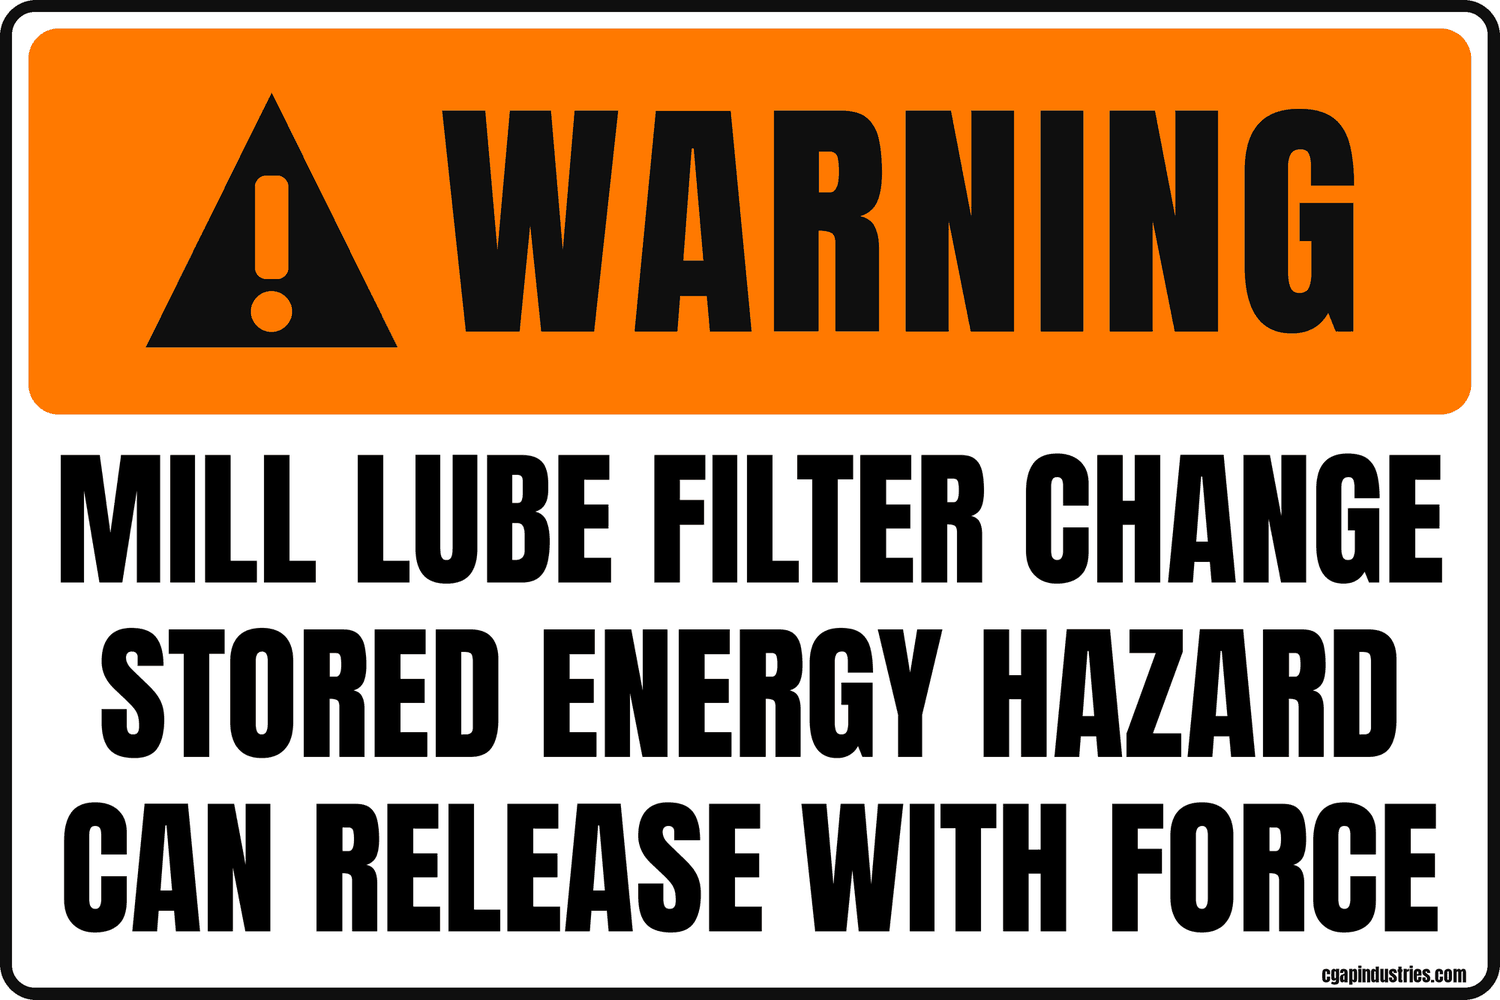 WARNING
MILL LUBE FILTER CHANGE
STORED ENERGY HAZARD
CAN RELEASE WITH FORCE
cgapindustries.com